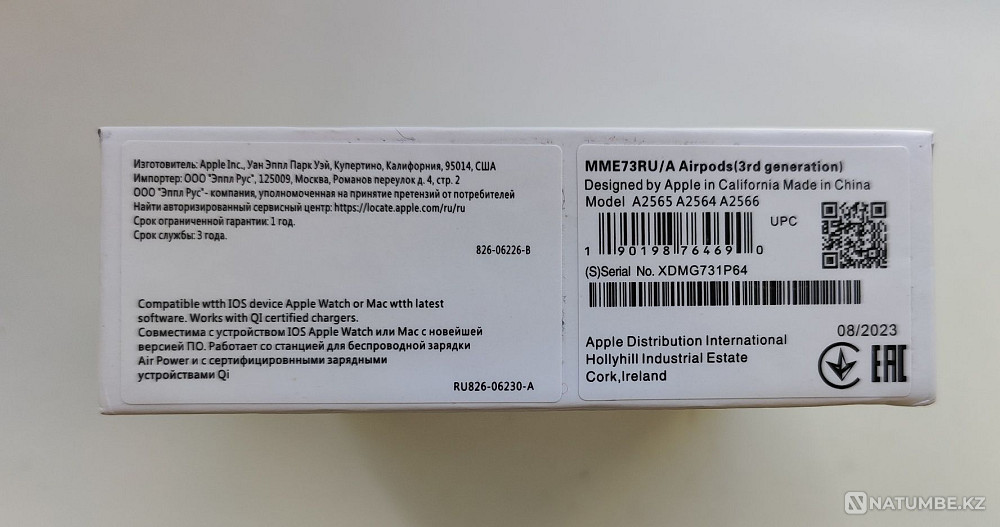 Изготовитель: Apple Inc., Уан Эппл Парк Уэй, Купертино, Калифорния, 95014, США
Импортер: ООО "Эппл Рус", 125009, Москва, Романов переулок д. 4, стр. 2
ООО "Эппл Рус"- компания, уполномоченная на принятие претензий от потребителей
Найти авторизированный сервисный центр: https://locate.apple.com/ru/ru
Срок ограниченной гарантии: 1 год.
Срок службы: 3 года.
826-06226-B
Compatible wtth IOS device Apple Watch or Mac wtth latest
software. Works with QI certified chargers.
Совместима с устройством IOS Apple Watch или Mac с новейшей
версией ПО. Работает со станцией для беспроводной зарядки
Air Power и с сертифицировнными зарядными
устройствами Qi
RU826-06230-A
MME73RU/A Airpods(3rd generation)
Designed by Apple in California Made in China
Model A2565 A2564 A2566
UPC
1 90198 76469 0
(S)Serial No. XDMG731P64
08/2023
Apple Distribution International
Hollyhill Industrial Estate
Cork,Ireland
EAC
NATUMBE.KZ